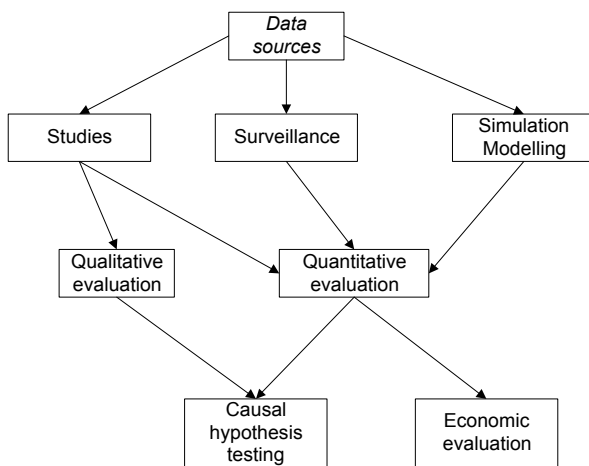 Data
sources
Studies
Surveillance
Simulation
Modelling
Qualitative
evaluation
Quantitative
evaluation
Causal
hypothesis
testing
Economic
evaluation